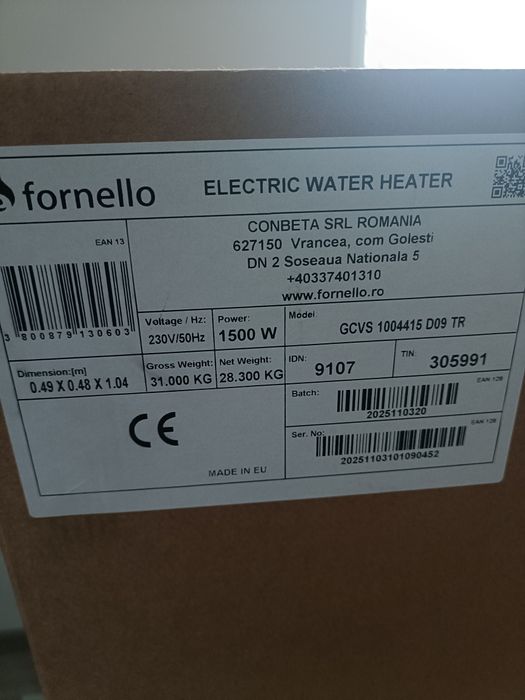 fornello
ELECTRIC WATER HEATER
EAN 13
3 800879 130603
CONBETA SRL ROMANIA
627150 Vrancea, com Golesti
DN 2 Soseaua Nationala 5
+40337401310
www.fornello.ro
Voltage / Hz:
230V/50Hz
Power:
1500 W
Model
GCVS 1004415 D09 TR
Dimension:[m]
0.49 X 0.48 X 1.04
Gross Weight:
31.000 KG
Net Weight:
28.300 KG
IDN:
9107
TIN:
305991
Batch:
EAN 128
2025110320
Ser. No:
EAN 128
20251103101090452
CE
MADE IN EU